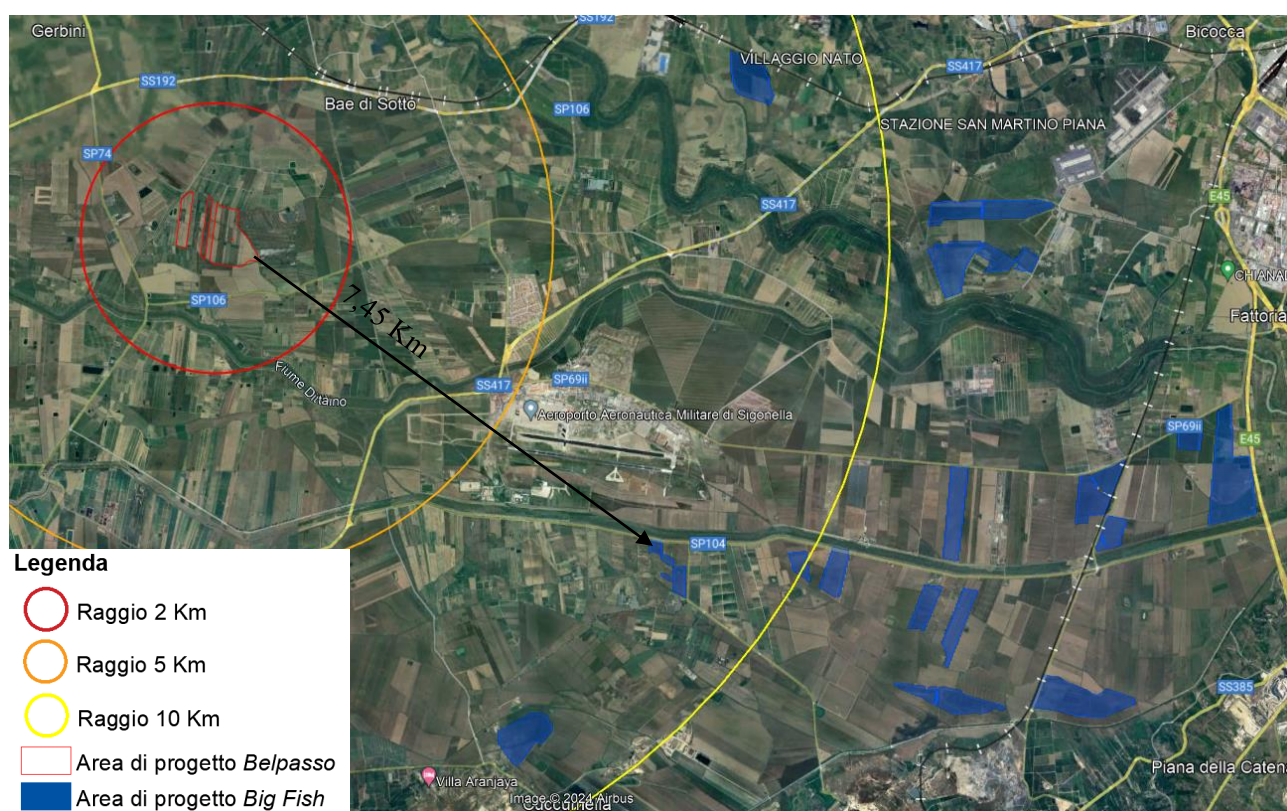 Gerbini
SS192
SS192
Bae di Sotto
VILLAGGIO NATO
SS417
Bicocca
SP106
STAZIONE SAN MARTINO PIANA
SP74
SS417
E45
SP106
7,45 Km
CHIANA
Fattoria
Fiume Dittaino
SS417
SP69ii
Aeroporto Aeronautica Militare di Sigonella
SP69ii
E45
SP104
SS385
Piana della Catena
Villa Aranjaya
Image © 2024 Airbus
Cuccumella
Legenda
Raggio 2 Km
Raggio 5 Km
Raggio 10 Km
Area di progetto Belpasso
Area di progetto Big Fish